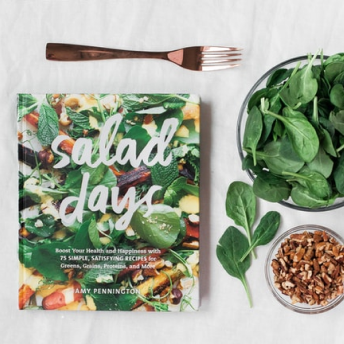 salad
days
Boost Your Health and Happiness with
75 SIMPLE, SATISFYING RECIPES for
Greens, Grains, Proteins, and More
AMY PENNINGTON